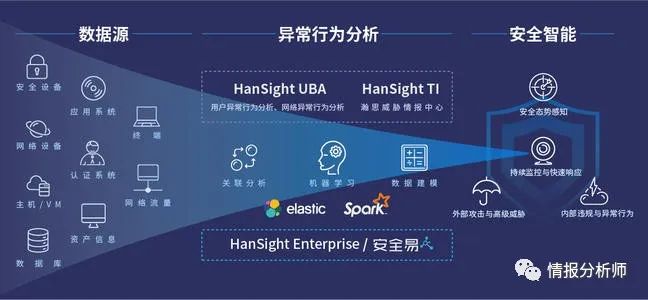 数据源
异常行为分析
安全智能
安全设备
应用系统
终端
网络设备
认证系统
网络流量
主机/VM
资产信息
数据库
HanSight UBA
用户异常行为分析、网络异常行为分析
HanSight TI
瀚思威胁情报中心
关联分析
机器学习
数据建模
elastic
Spark
HanSight Enterprise / 安全易
安全态势感知
持续监控与快速响应
外部攻击与高级威胁
内部违规与异常行为
情报分析师